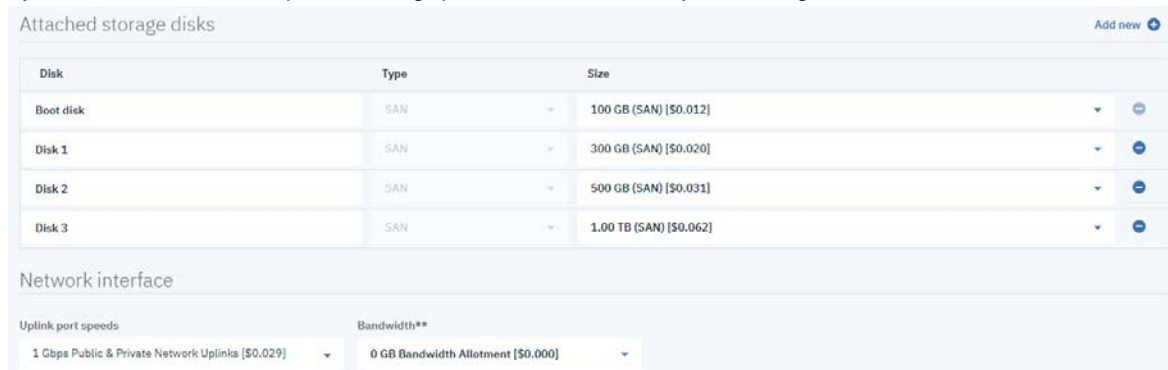 Attached storage disks Add new
Disk Type Size
Boot disk SAN 100 GB (SAN) [$0.012]
Disk 1 SAN 300 GB (SAN) [$0.020]
Disk 2 SAN 500 GB (SAN) [$0.031]
Disk 3 SAN 1.00 TB (SAN) [$0.062]
Network interface
Uplink port speeds Bandwidth**
1 Gbps Public & Private Network Uplinks [$0.029] 0 GB Bandwidth Allotment [$0.000]